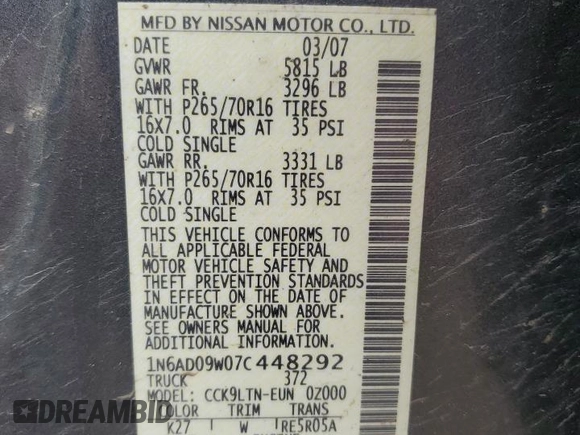 MFD BY NISSAN MOTOR CO., LTD.
DATE 03/07
GVWR 5815 LB
GAWR FR. 3296 LB
WITH P265/70R16 TIRES
16X7.0 RIMS AT 35 PSI
COLD SINGLE
GAWR RR. 3331 LB
WITH P265/70R16 TIRES
16X7.0 RIMS AT 35 PSI
COLD SINGLE
THIS VEHICLE CONFORMS TO
ALL APPLICABLE FEDERAL
MOTOR VEHICLE SAFETY AND
THEFT PREVENTION STANDARDS
IN EFFECT ON THE DATE OF
MANUFACTURE SHOWN ABOVE.
SEE OWNERS MANUAL FOR
ADDITIONAL INFORMATION.
1N6AD09W07C448292
TRUCK 372
MODEL: CCK9LTN-EUN 0Z000
COLOR TRIM TRANS
K27 W RE5R05A
DREAMBID